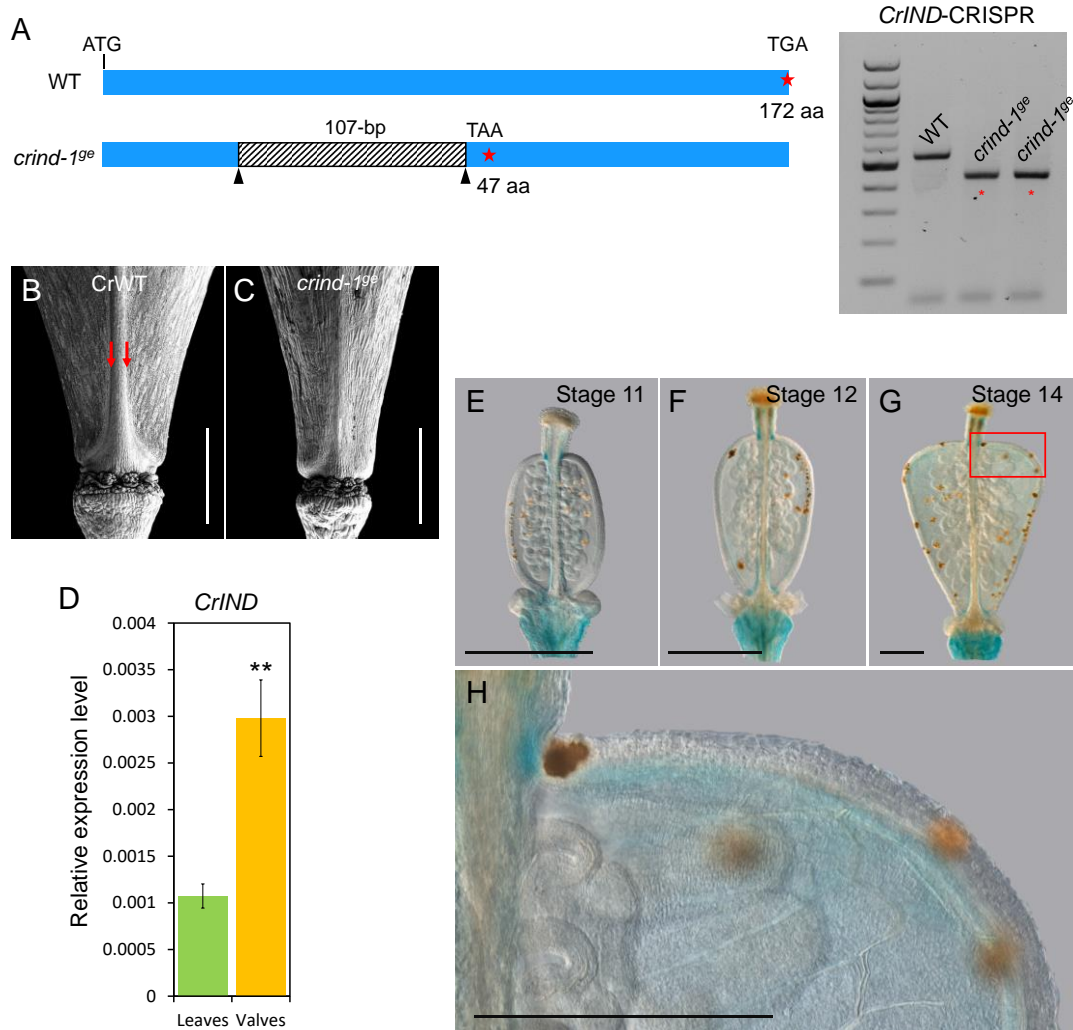 A
ATG
TGA
WT
172 aa
107-bp
TAA
crind-1ge
47 aa
CrIND-CRISPR
WT
crind-1ge
crind-1ge
*
*
B
CrWT
C
crind-1ge
D
CrIND
Relative expression level
0.004
0.0035
0.003
0.0025
0.002
0.0015
0.001
0.0005
0
**
Leaves
Valves
E
Stage 11
F
Stage 12
G
Stage 14
H